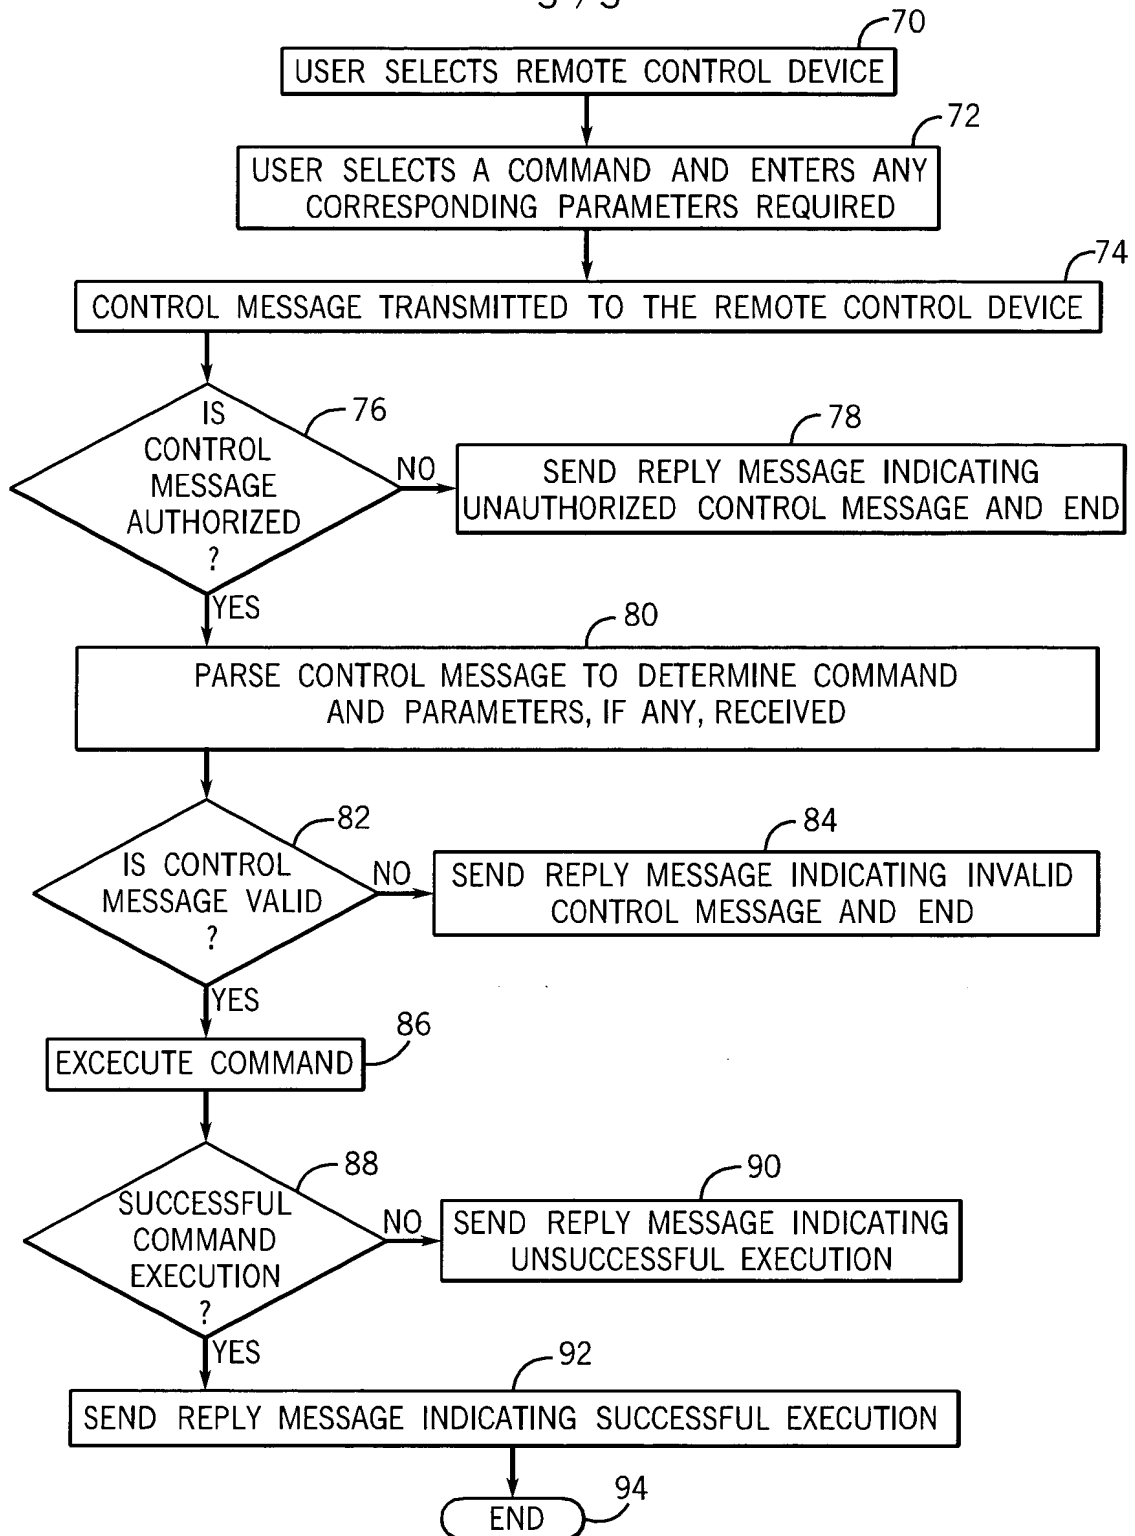 70
USER SELECTS REMOTE CONTROL DEVICE
72
USER SELECTS A COMMAND AND ENTERS ANY
CORRESPONDING PARAMETERS REQUIRED
74
CONTROL MESSAGE TRANSMITTED TO THE REMOTE CONTROL DEVICE
76
IS
CONTROL
MESSAGE
AUTHORIZED
?
NO
78
SEND REPLY MESSAGE INDICATING
UNAUTHORIZED CONTROL MESSAGE AND END
YES
80
PARSE CONTROL MESSAGE TO DETERMINE COMMAND
AND PARAMETERS, IF ANY, RECEIVED
82
IS CONTROL
MESSAGE VALID
?
NO
84
SEND REPLY MESSAGE INDICATING INVALID
CONTROL MESSAGE AND END
YES
86
EXCECUTE COMMAND
88
SUCCESSFUL
COMMAND
EXECUTION
?
NO
90
SEND REPLY MESSAGE INDICATING
UNSUCCESSFUL EXECUTION
YES
92
SEND REPLY MESSAGE INDICATING SUCCESSFUL EXECUTION
94
END